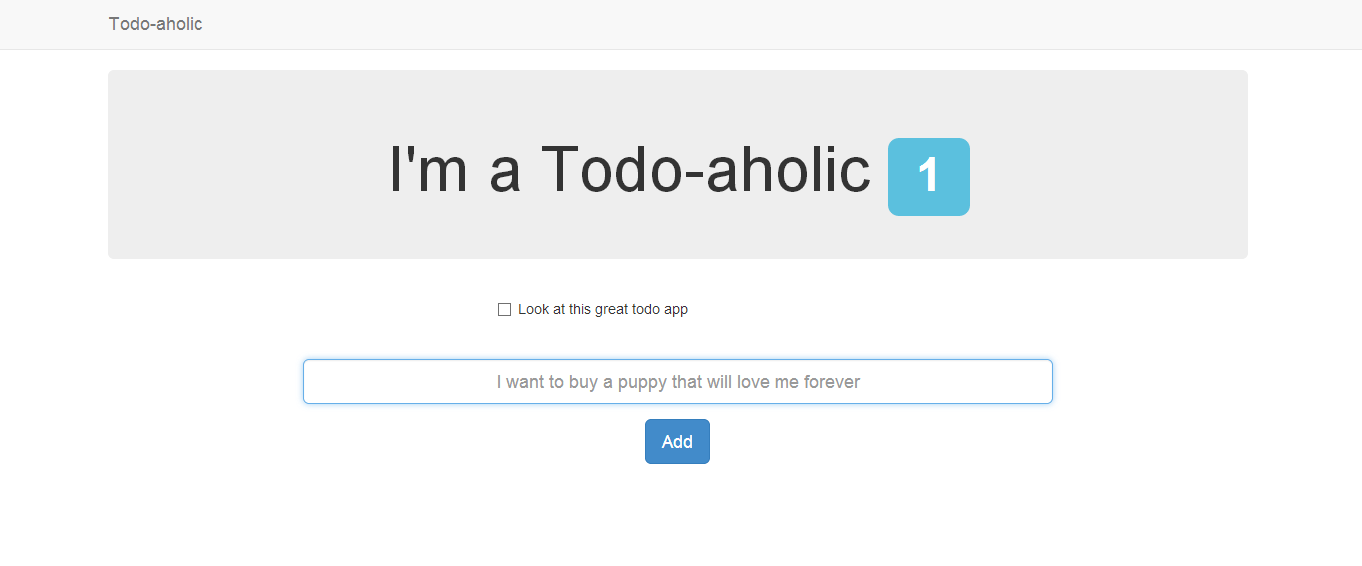 Todo-aholic
I'm a Todo-aholic 1
Look at this great todo app
I want to buy a puppy that will love me forever
Add